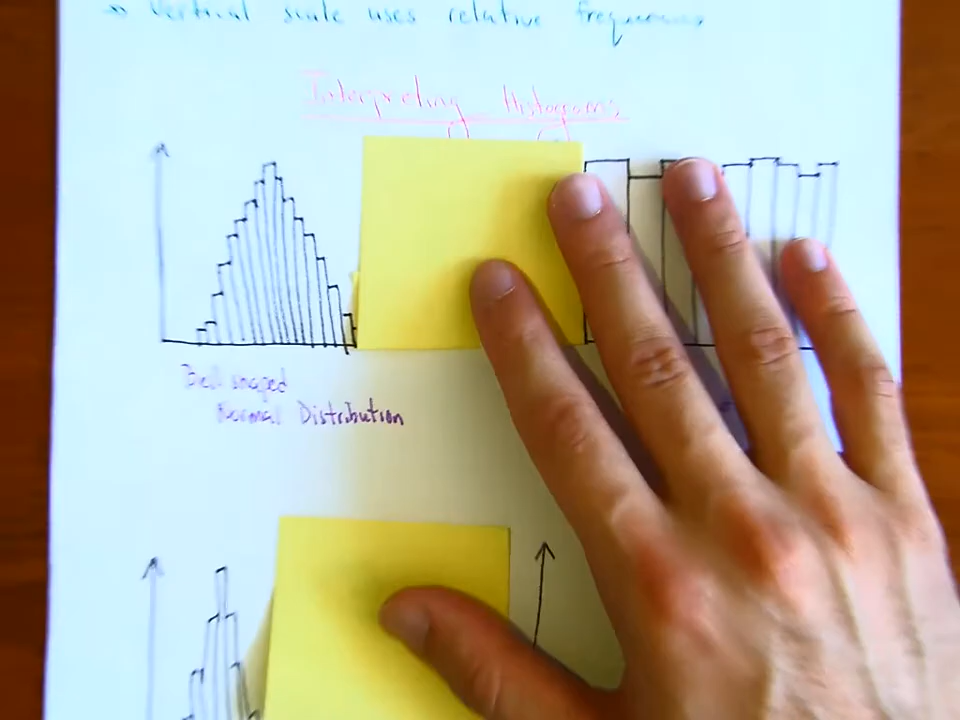 Vertical scale uses relative frequencies
Interpreting Histograms
Bell shaped
Normal Distribution